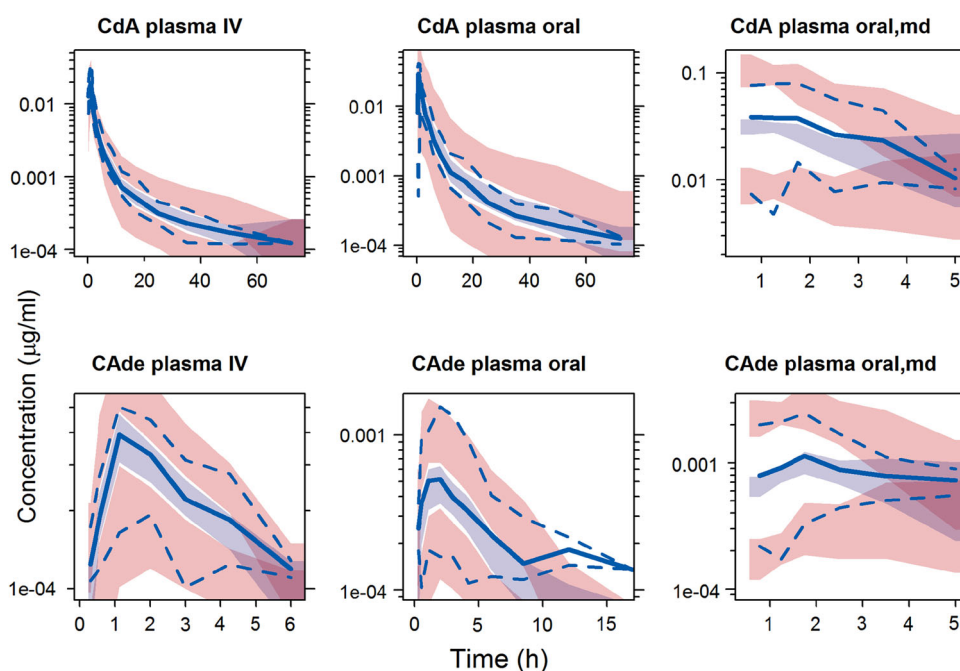 CdA plasma IV
CdA plasma oral
CdA plasma oral,md
0.01
0.001
1e-04
0 20 40 60
0.01
0.001
1e-04
0 20 40 60
0.1
0.01
1 2 3 4 5
Concentration (µg/ml)
CAde plasma IV
CAde plasma oral
CAde plasma oral,md
1e-04
0 1 2 3 4 5 6
0.001
1e-04
0 5 10 15
0.001
1e-04
1 2 3 4 5
Time (h)